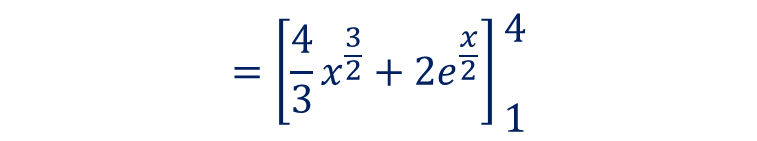 = [4/3 x^(3/2) + 2e^(x/2)]_1^4